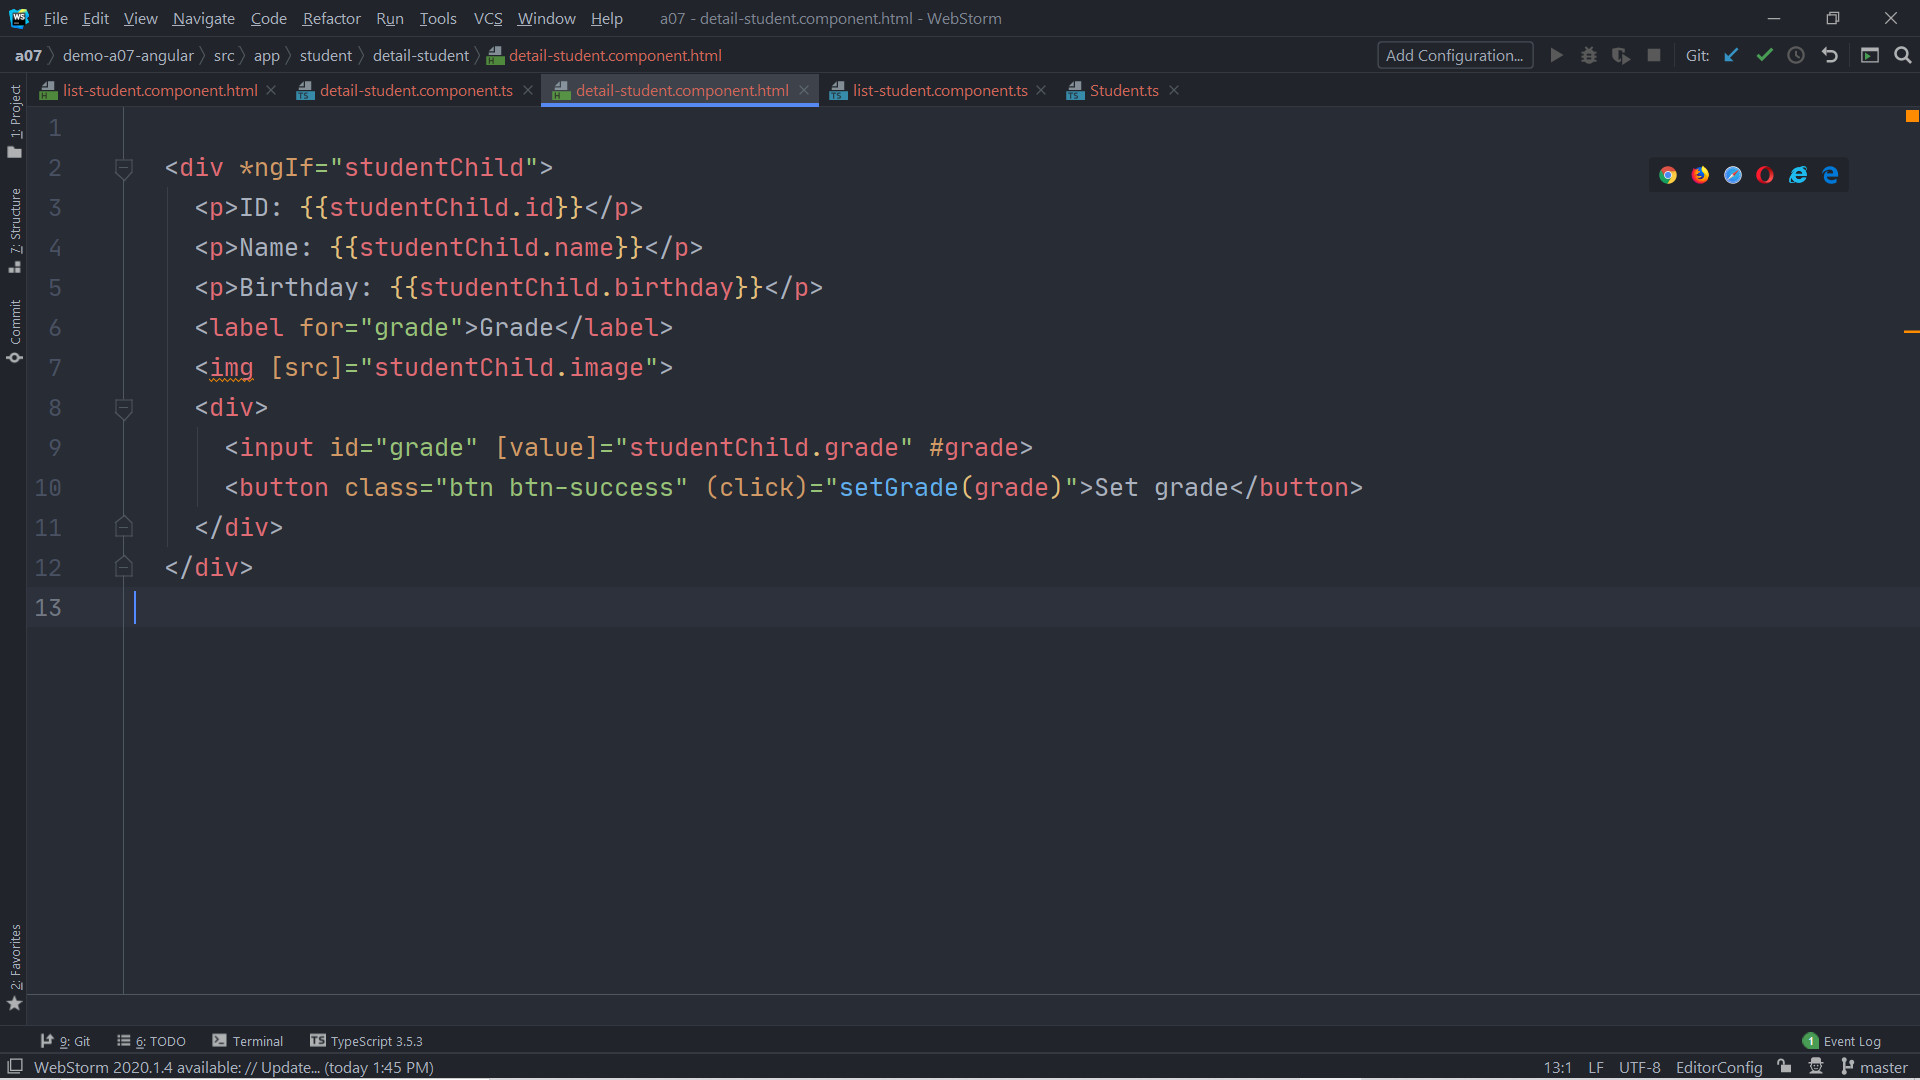 File Edit View Navigate Code Refactor Run Tools VCS Window Help a07 - detail-student.component.html - WebStorm
a07 demo-a07-angular src app student detail-student detail-student.component.html Add Configuration... Git:
list-student.component.html detail-student.component.ts detail-student.component.html list-student.component.ts Student.ts
1: Project
7: Structure
Commit
2: Favorites
1
2 <div *ngIf="studentChild">
3 <p>ID: {{studentChild.id}}</p>
4 <p>Name: {{studentChild.name}}</p>
5 <p>Birthday: {{studentChild.birthday}}</p>
6 <label for="grade">Grade</label>
7 <img [src]="studentChild.image">
8 <div>
9 <input id="grade" [value]="studentChild.grade" #grade>
10 <button class="btn btn-success" (click)="setGrade(grade)">Set grade</button>
11 </div>
12 </div>
13
9: Git 6: TODO Terminal TypeScript 3.5.3 1 Event Log
WebStorm 2020.1.4 available: // Update... (today 1:45 PM) 13:1 LF UTF-8 EditorConfig master